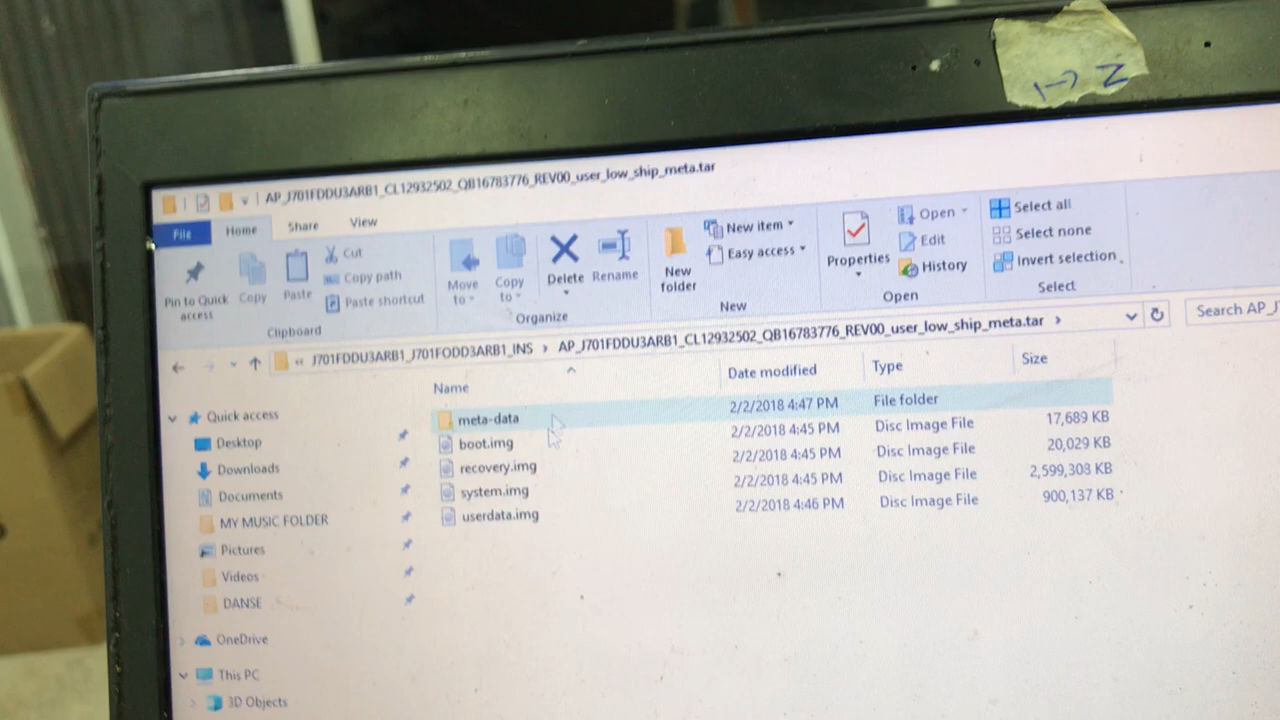 1->2
AP_J701FDDU3ARB1_CL12932502_QB16783776_REV00_user_low_ship_meta.tar
File Home Share View
Pin to Quick access
Copy
Paste
Cut
Copy path
Paste shortcut
Clipboard
Move to
Copy to
Delete
Rename
Organize
New folder
New item
Easy access
New
Properties
Open
Edit
History
Open
Select all
Select none
Invert selection
Select
« J701FDDU3ARB1_J701FODD3ARB1_INS › AP_J701FDDU3ARB1_CL12932502_QB16783776_REV00_user_low_ship_meta.tar ›
Search AP_J
Name Date modified Type Size
meta-data 2/2/2018 4:47 PM File folder
boot.img 2/2/2018 4:45 PM Disc Image File 17,689 KB
recovery.img 2/2/2018 4:45 PM Disc Image File 20,029 KB
system.img 2/2/2018 4:45 PM Disc Image File 2,599,308 KB
userdata.img 2/2/2018 4:46 PM Disc Image File 900,137 KB
Quick access
Desktop
Downloads
Documents
MY MUSIC FOLDER
Pictures
Videos
DANSE
OneDrive
This PC
3D Objects